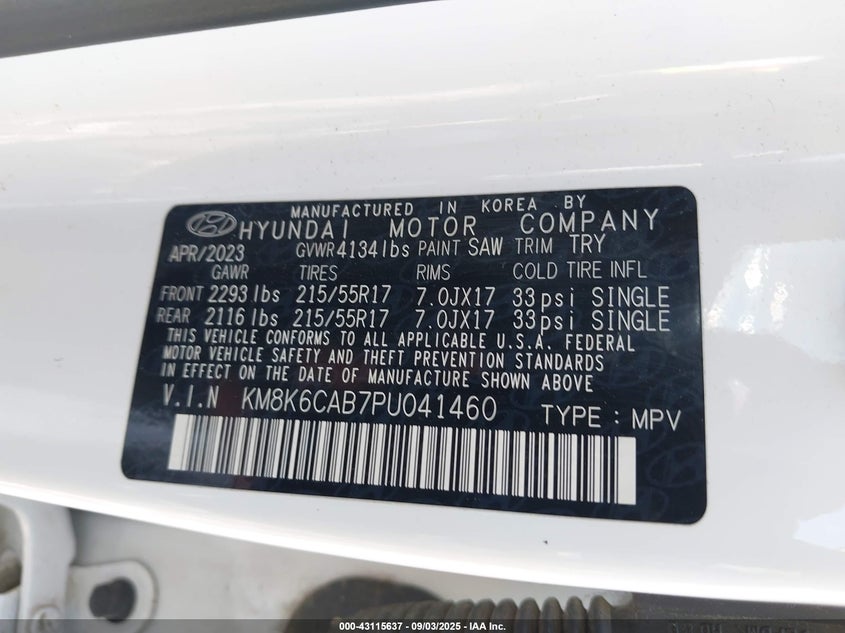 MANUFACTURED IN KOREA BY
HYUNDAI MOTOR COMPANY
APR/2023 GVWR 4134lbs PAINT SAW TRIM TRY
GAWR TIRES RIMS COLD TIRE INFL
FRONT 2293lbs 215/55R17 7.0JX17 33psi SINGLE
REAR 2116lbs 215/55R17 7.0JX17 33psi SINGLE
THIS VEHICLE CONFORMS TO ALL APPLICABLE U.S.A. FEDERAL
MOTOR VEHICLE SAFETY AND THEFT PREVENTION STANDARDS
IN EFFECT ON THE DATE OF MANUFACTURE SHOWN ABOVE.
V.I.N KM8K6CAB7PU041460 TYPE : MPV
000-43115637 - 09/03/2025 - IAA Inc.